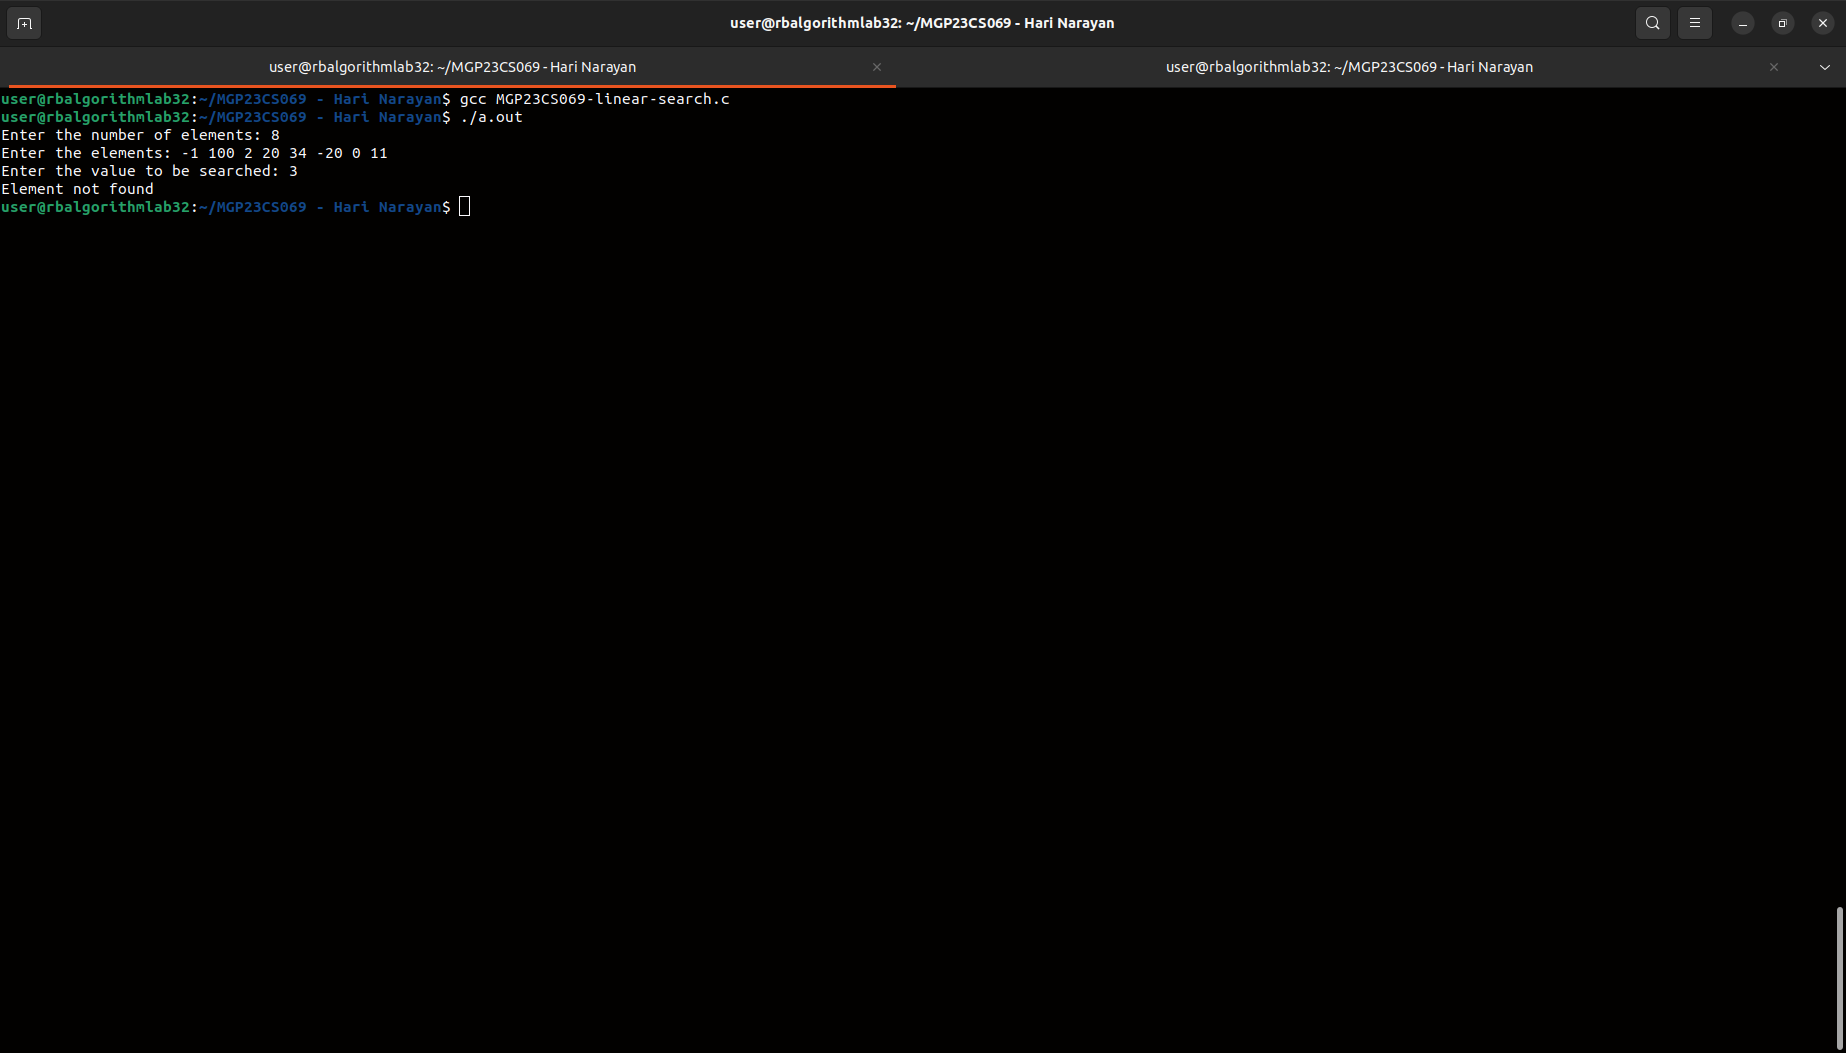 user@rbalgorithmlab32: ~/MGP23CS069 - Hari Narayan
user@rbalgorithmlab32: ~/MGP23CS069 - Hari Narayan
user@rbalgorithmlab32: ~/MGP23CS069 - Hari Narayan
user@rbalgorithmlab32:~/MGP23CS069 - Hari Narayan$ gcc MGP23CS069-linear-search.c
user@rbalgorithmlab32:~/MGP23CS069 - Hari Narayan$ ./a.out
Enter the number of elements: 8
Enter the elements: -1 100 2 20 34 -20 0 11
Enter the value to be searched: 3
Element not found
user@rbalgorithmlab32:~/MGP23CS069 - Hari Narayan$